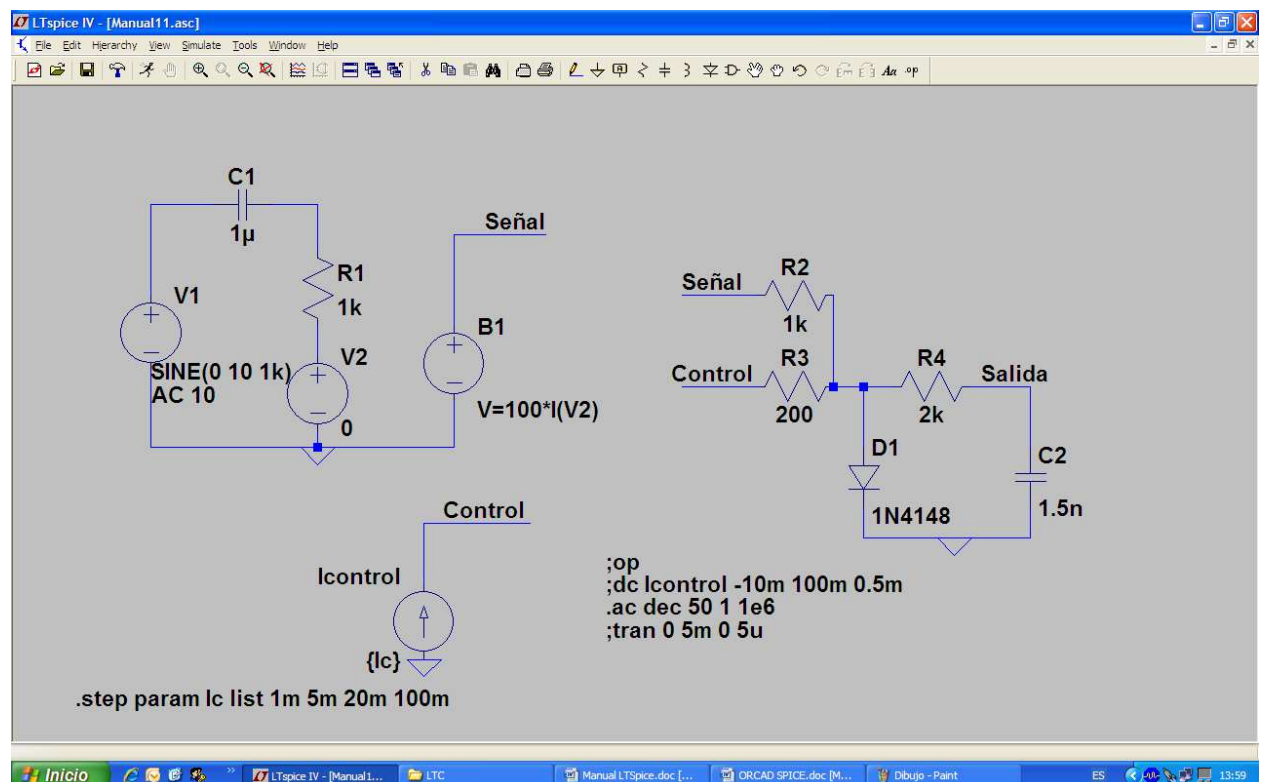 LTspice IV - [Manual11.asc]
File Edit Hierarchy View Simulate Tools Window Help
Aa .op
C1
1µ
Señal
R1
1k
V1
SINE(0 10 1k)
AC 10
V2
0
B1
V=100*I(V2)
Señal
R2
1k
Control
R3
200
R4
2k
Salida
D1
1N4148
C2
1.5n
Control
Icontrol
{Ic}
;op
;dc Icontrol -10m 100m 0.5m
.ac dec 50 1 1e6
;tran 0 5m 0 5u
.step param Ic list 1m 5m 20m 100m
Inicio
LTspice IV - [Manual1...
LTC
Manual LTSpice.doc [...
ORCAD SPICE.doc [M...
Dibujo - Paint
ES
13:59